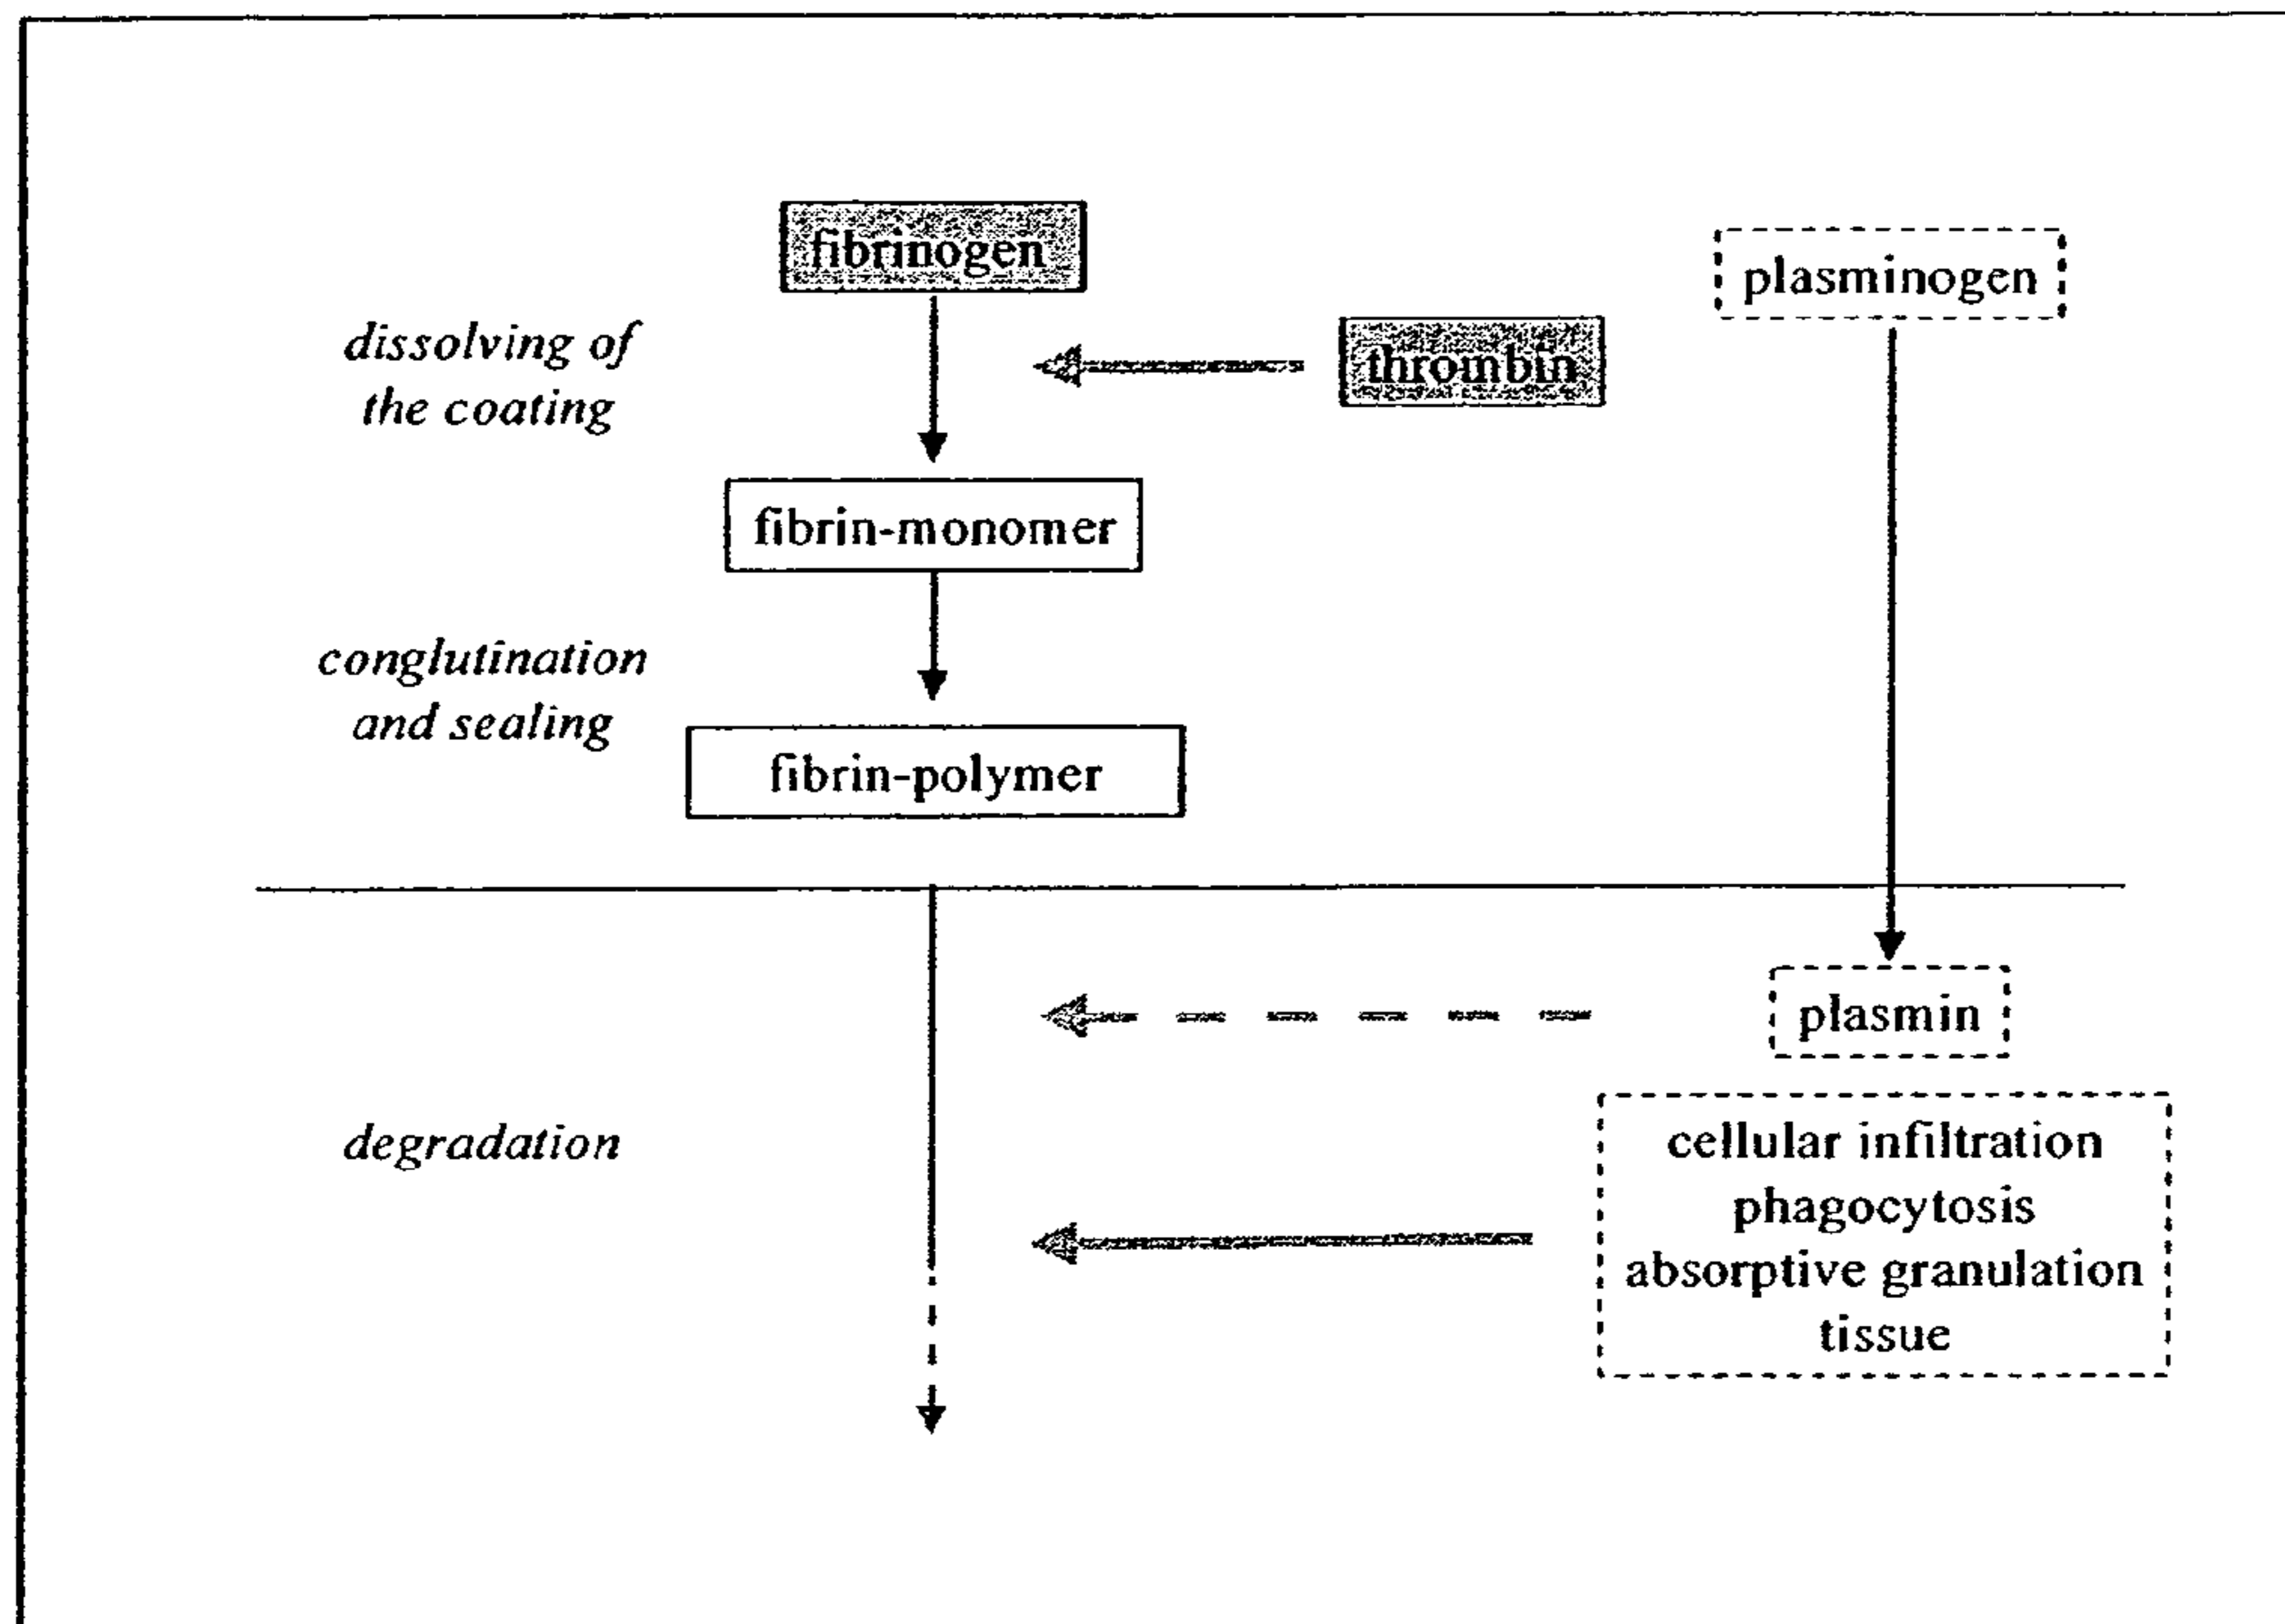 fibrinogen
plasminogen
dissolving of
the coating
thrombin
fibrin-monomer
conglutination
and sealing
fibrin-polymer
plasmin
degradation
cellular infiltration
phagocytosis
absorptive granulation
tissue